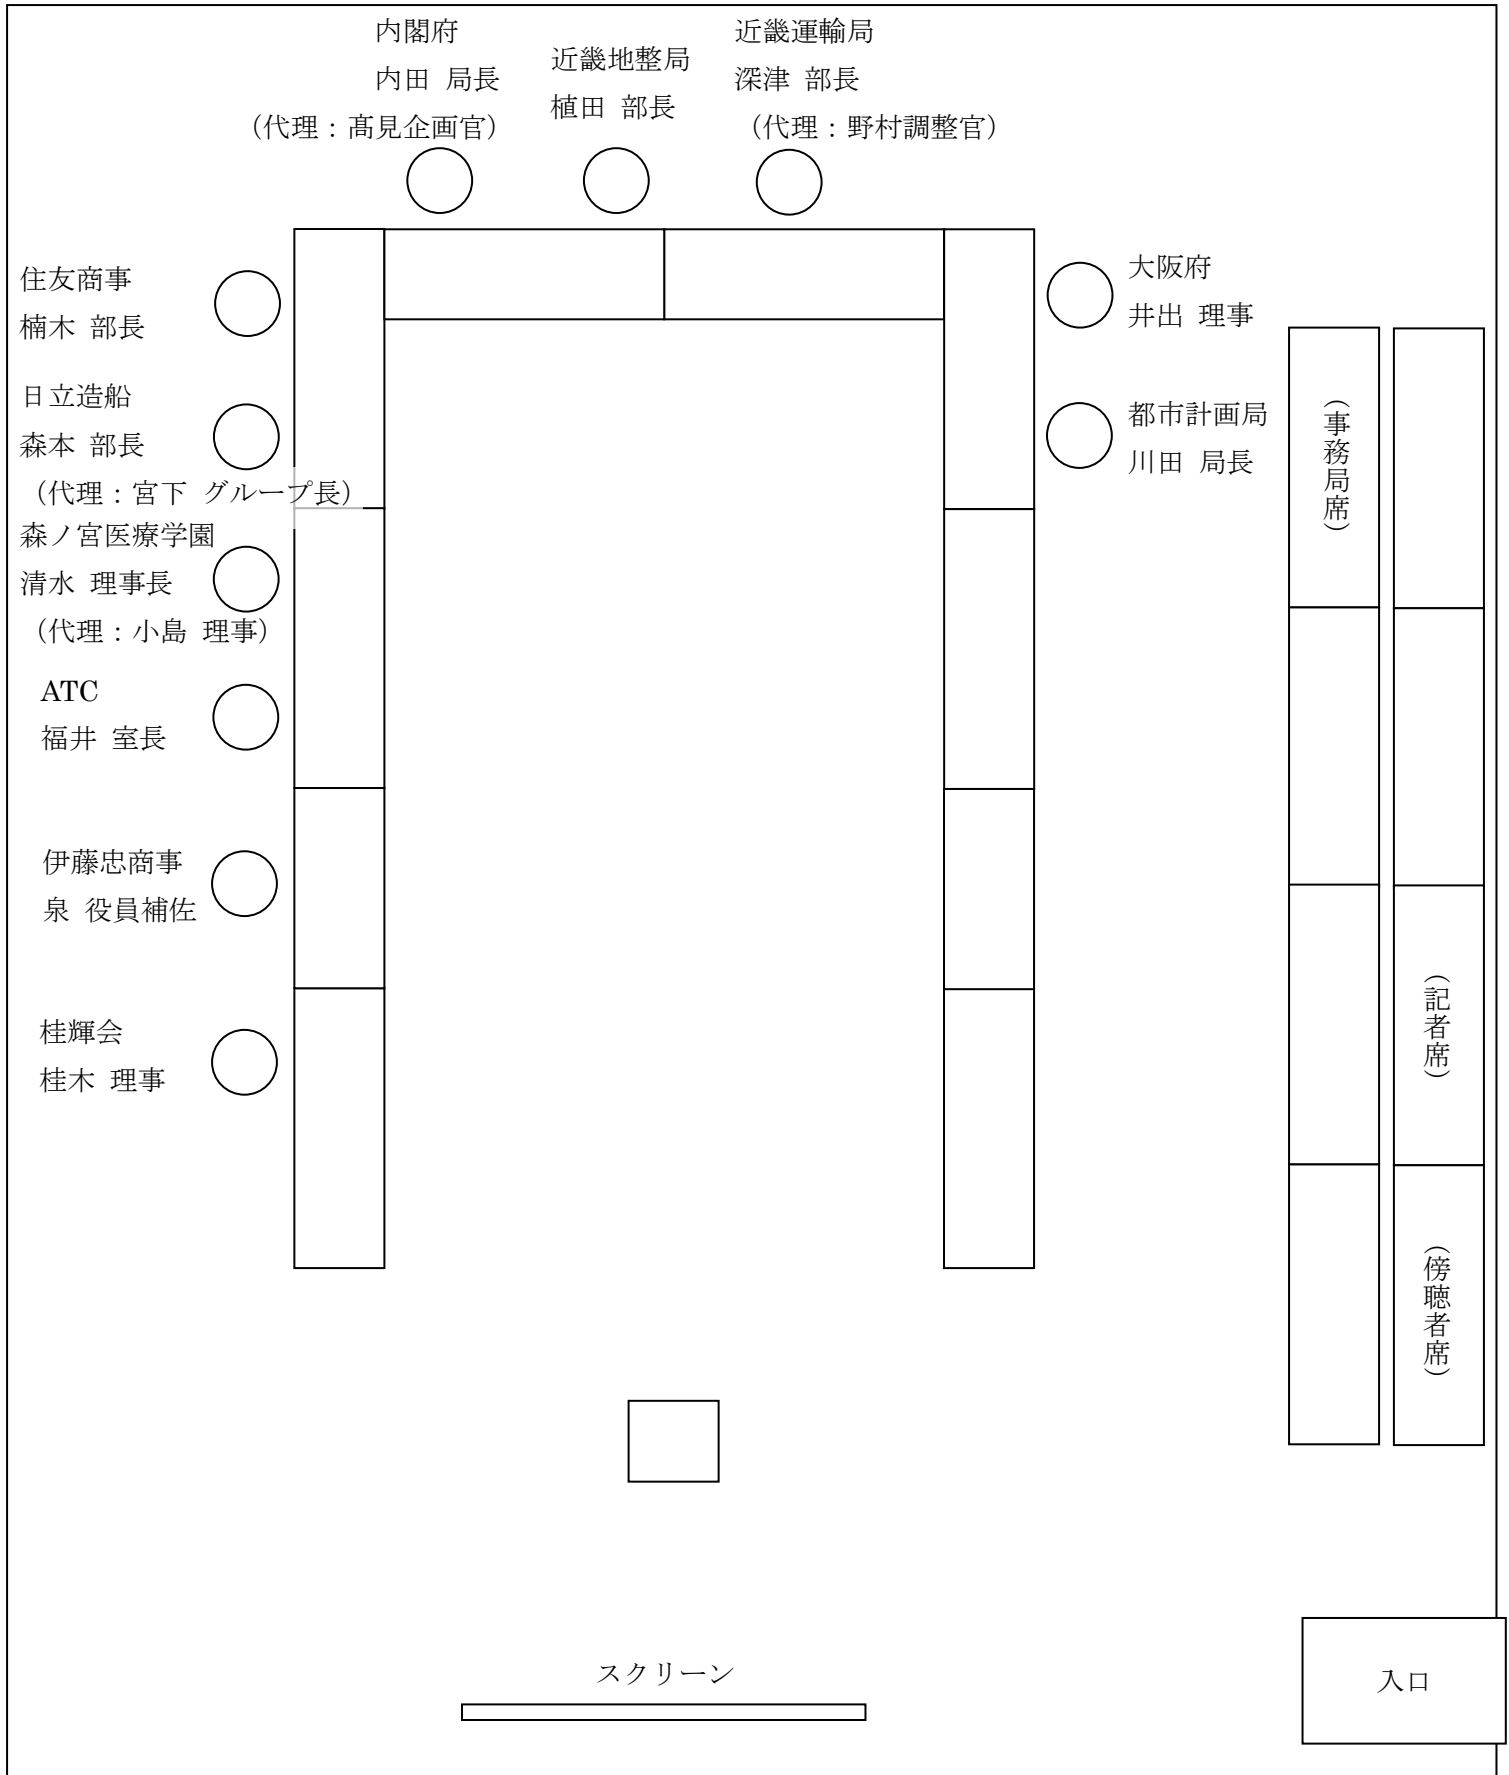 内閣府
内田 局長
（代理：髙見企画官）
近畿地整局
植田 部長
近畿運輸局
深津 部長
（代理：野村調整官）
住友商事
楠木 部長
日立造船
森本 部長
（代理：宮下 グループ長）
森ノ宮医療学園
清水 理事長
（代理：小島 理事）
ATC
福井 室長
伊藤忠商事
泉 役員補佐
桂輝会
桂木 理事
大阪府
井出 理事
都市計画局
川田 局長
（事務局席）
（記者席）
（傍聴者席）
スクリーン
入口